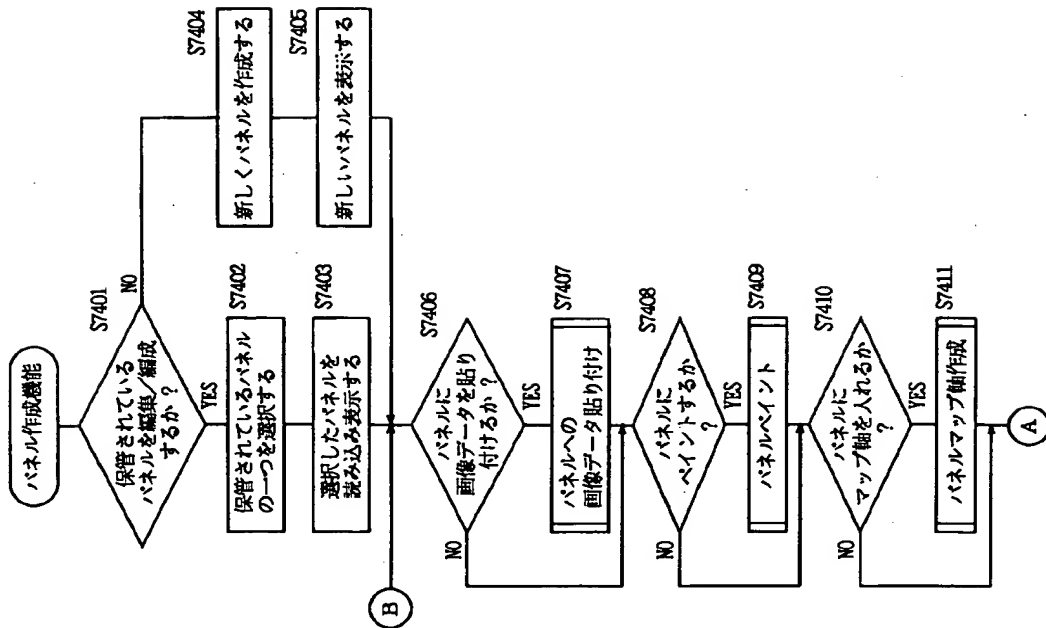 パネル作成機能
S7401
保管されている
パネルを編集／編成
するか？
NO
YES
S7402
保管されているパネル
の一つを選択する
S7403
選択したパネルを
読み込み表示する
S7404
新しくパネルを作成する
S7405
新しいパネルを表示する
B
S7406
パネルに
画像データを貼り
付けるか？
NO
YES
S7407
パネルへの
画像データ貼り付け
S7408
パネルに
ペイントするか
？
NO
YES
S7409
パネルペイント
S7410
パネルに
マップ軸を入れるか
？
NO
YES
S7411
パネルマップ軸作成
A